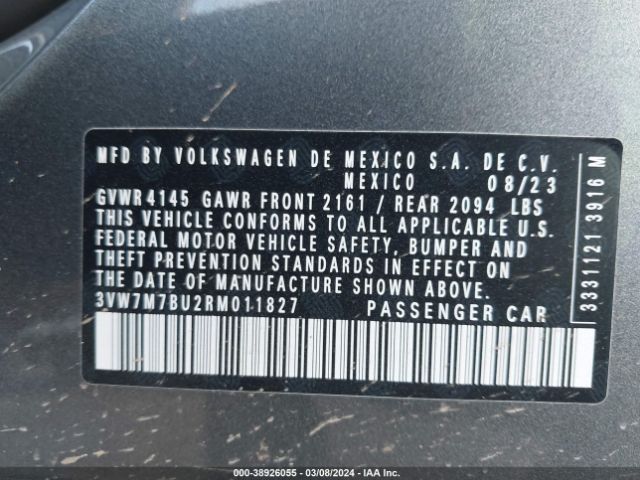 MFD BY VOLKSWAGEN DE MEXICO S.A. DE C.V.
MEXICO 08/23
GVWR 4145 GAWR FRONT 2161 / REAR 2094 LBS
THIS VEHICLE CONFORMS TO ALL APPLICABLE U.S.
FEDERAL MOTOR VEHICLE SAFETY, BUMPER AND
THEFT PREVENTION STANDARDS IN EFFECT ON
THE DATE OF MANUFACTURE SHOWN ABOVE.
3VW7M7BU2RM011827 PASSENGER CAR
3331121 3916 M
000-38926055 - 03/08/2024 - IAA Inc.